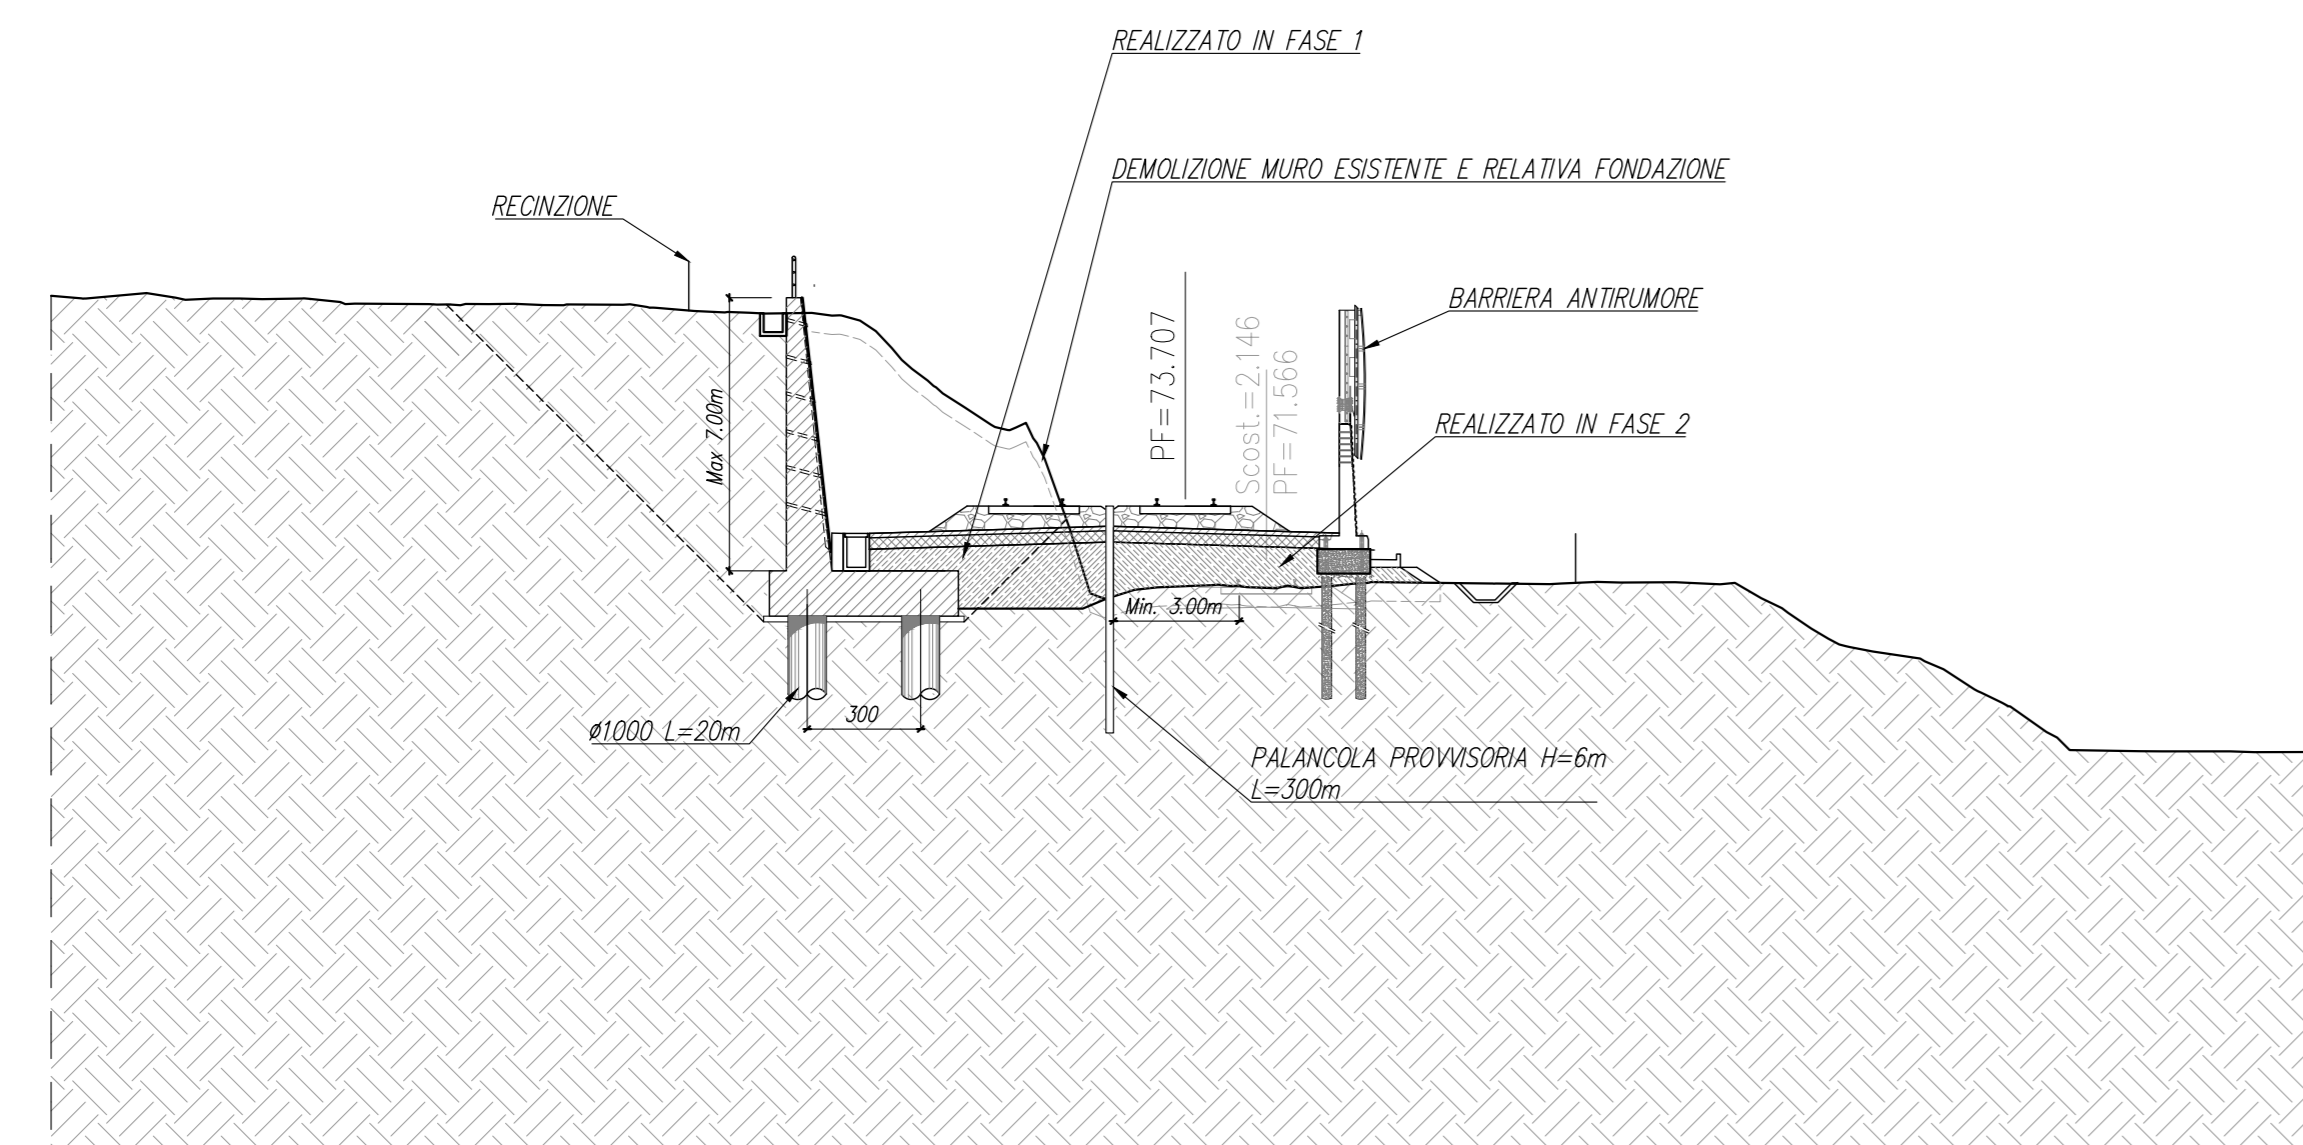 REALIZZATO IN FASE 1
DEMOLIZIONE MURO ESISTENTE E RELATIVA FONDAZIONE
RECINZIONE
BARRIERA ANTIRUMORE
PF=73.707
Scost.=2.146
PF=71.566
Max 7.00m
REALIZZATO IN FASE 2
Min. 3.00m
300
ø1000 L=20m
PALANCOLA PROVVISORIA H=6m
L=300m